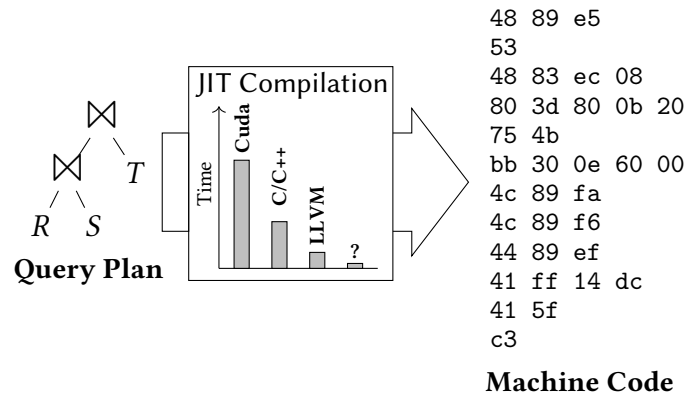 ⋈
⋈
T
R S
Query Plan
JIT Compilation
Time
Cuda
C/C++
LLVM
?
48 89 e5
53
48 83 ec 08
80 3d 80 0b 20
75 4b
bb 30 0e 60 00
4c 89 fa
4c 89 f6
44 89 ef
41 ff 14 dc
41 5f
c3
Machine Code